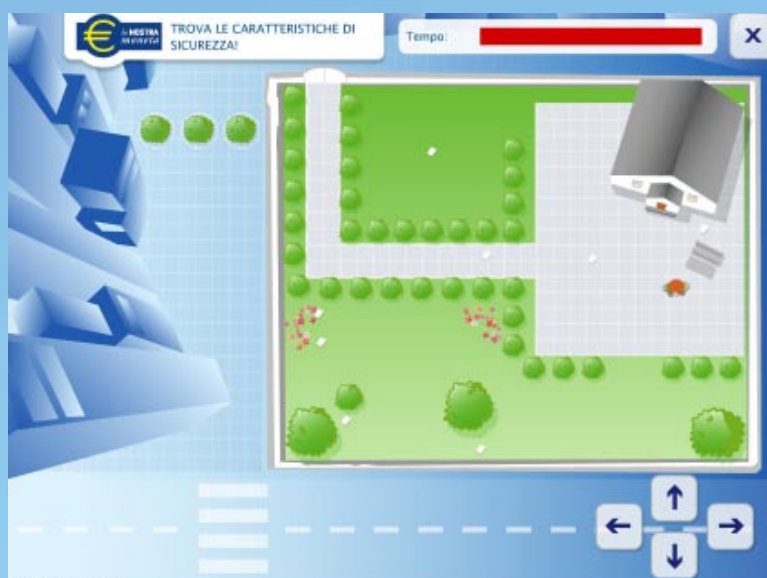 la NOSTRA
moneta
TROVA LE CARATTERISTICHE DI
SICUREZZA!
Tempo:
X